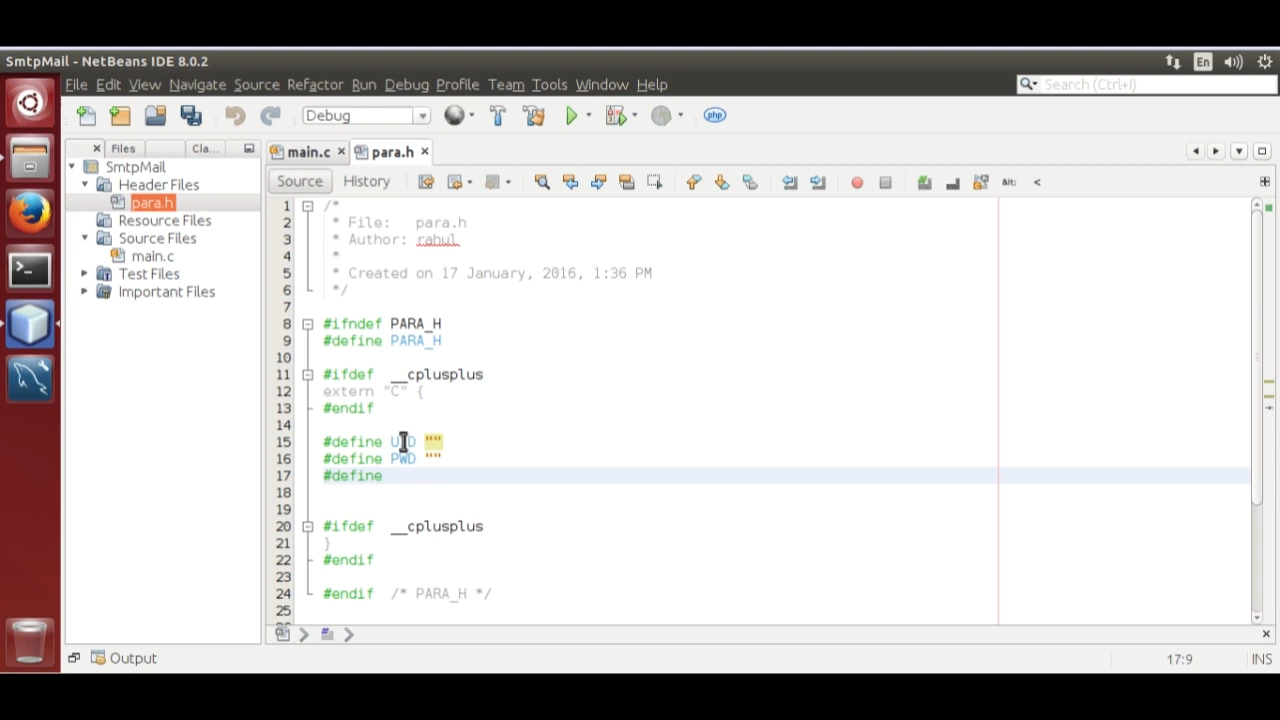 SmtpMail - NetBeans IDE 8.0.2
En
File Edit View Navigate Source Refactor Run Debug Profile Team Tools Window Help
Search (Ctrl+I)
Debug
php
Files
Cla...
main.c
para.h
SmtpMail
Header Files
para.h
Resource Files
Source Files
main.c
Test Files
Important Files
Source
History
1 /*
2 * File: para.h
3 * Author: rahul
4 *
5 * Created on 17 January, 2016, 1:36 PM
6 */
7
8 #ifndef PARA_H
9 #define PARA_H
10
11 #ifdef __cplusplus
12 extern "C" {
13 #endif
14
15 #define UID ""
16 #define PWD ""
17 #define
18
19
20 #ifdef __cplusplus
21 }
22 #endif
23
24 #endif /* PARA_H */
25
Output
17:9
INS